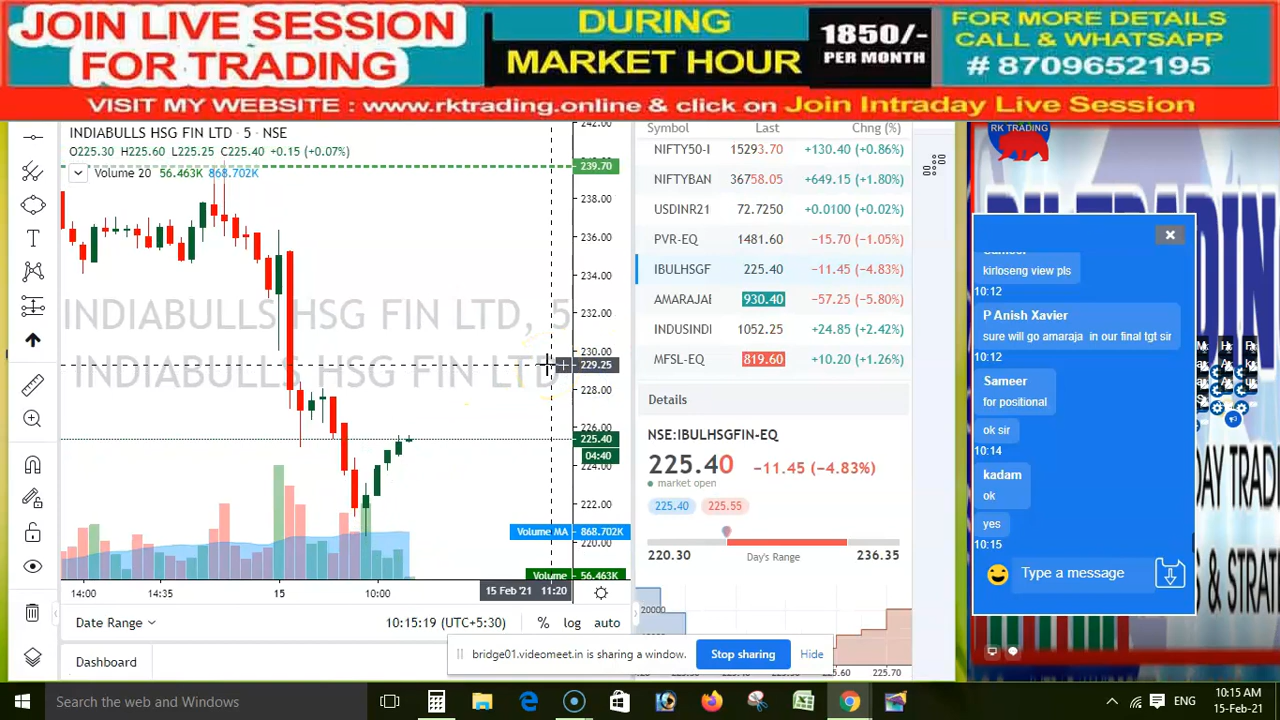 JOIN LIVE SESSION
FOR TRADING
DURING
MARKET HOUR
1850/-
PER MONTH
FOR MORE DETAILS
CALL & WHATSAPP
# 8709652195
VISIT MY WEBSITE : www.rktrading.online & click on Join Intraday Live Session
INDIABULLS HSG FIN LTD · 5 · NSE
O225.30 H225.60 L225.25 C225.40 +0.15 (+0.07%)
Volume 20 56.463K 868.702K
INDIABULLS HSG FIN LTD, 5
INDIABULLS HSG FIN LTD
242.00
239.70
238.00
236.00
234.00
232.00
230.00
229.25
228.00
226.00
225.40
04:40
224.00
222.00
Volume MA 868.702K
220.00
Volume 56.463K
14:00 14:35 15 10:00 15 Feb '21 11:20
Date Range 10:15:19 (UTC+5:30) % log auto
Dashboard
Symbol Last Chng (%)
NIFTY50-I 15293.70 +130.40 (+0.86%)
NIFTYBAN 36758.05 +649.15 (+1.80%)
USDINR21 72.7250 +0.0100 (+0.02%)
PVR-EQ 1481.60 −15.70 (−1.05%)
IBULHSGF 225.40 −11.45 (−4.83%)
AMARAJAE 930.40 −57.25 (−5.80%)
INDUSINDI 1052.25 +24.85 (+2.42%)
MFSL-EQ 819.60 +10.20 (+1.26%)
Details
NSE:IBULHSGFIN-EQ
225.40 −11.45 (−4.83%)
market open
225.40 225.55
220.30 Day's Range 236.35
20000
225.60 225.70
bridge01.videomeet.in is sharing a window. Stop sharing Hide
RK TRADING
Sameer
kirloseng view pls
10:12
P Anish Xavier
sure will go amaraja in our final tgt sir
10:12
Sameer
for positional
ok sir
10:14
kadam
ok
yes
10:15
Type a message
DAY TRADI
& STRATE
Search the web and Windows
ENG
10:15 AM
15-Feb-21